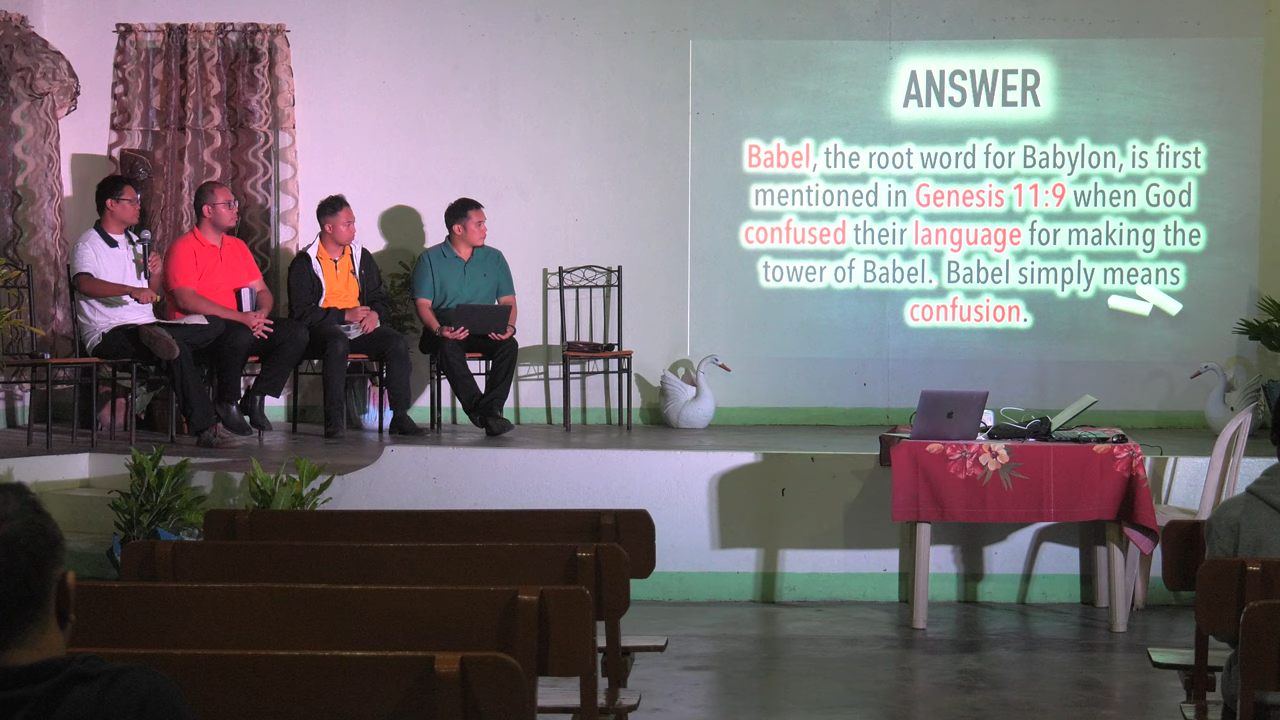 ANSWER
Babel, the root word for Babylon, is first
mentioned in Genesis 11:9 when God
confused their language for making the
tower of Babel. Babel simply means
confusion.